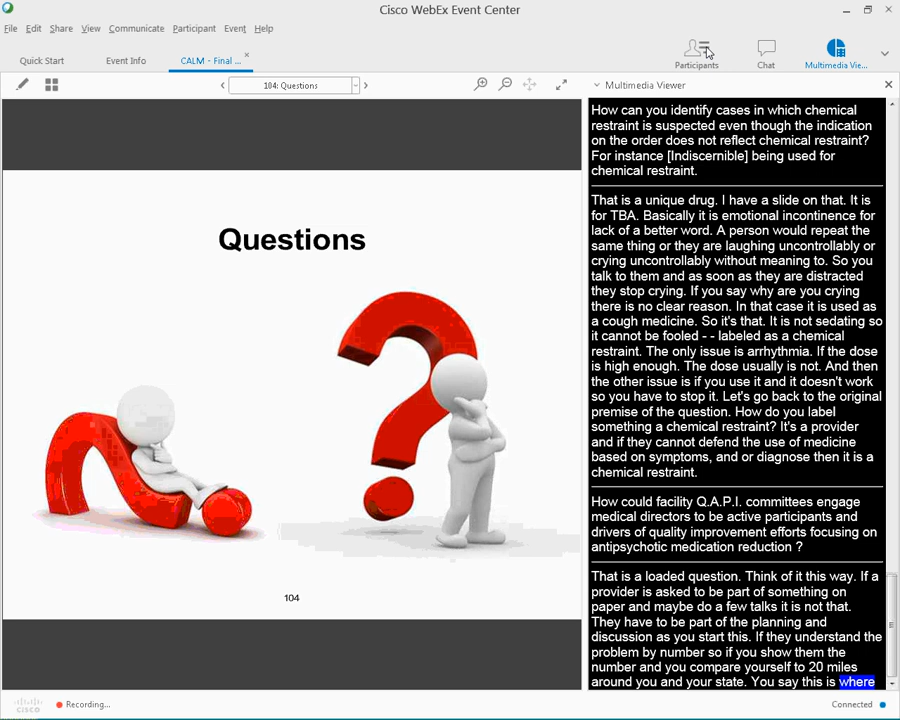 Cisco WebEx Event Center
File Edit Share View Communicate Participant Event Help
Quick Start Event Info CALM - Final ... Participants Chat Multimedia Vie...
104: Questions
Multimedia Viewer
Questions
104
How can you identify cases in which chemical
restraint is suspected even though the indication
on the order does not reflect chemical restraint?
For instance [Indiscernible] being used for
chemical restraint.
That is a unique drug. I have a slide on that. It is
for TBA. Basically it is emotional incontinence for
lack of a better word. A person would repeat the
same thing or they are laughing uncontrollably or
crying uncontrollably without meaning to. So you
talk to them and as soon as they are distracted
they stop crying. If you say why are you crying
there is no clear reason. In that case it is used as
a cough medicine. So it's that. It is not sedating so
it cannot be fooled - - labeled as a chemical
restraint. The only issue is arrhythmia. If the dose
is high enough. The dose usually is not. And then
the other issue is if you use it and it doesn't work
so you have to stop it. Let's go back to the original
premise of the question. How do you label
something a chemical restraint? It's a provider
and if they cannot defend the use of medicine
based on symptoms, and or diagnose then it is a
chemical restraint.
How could facility Q.A.P.I. committees engage
medical directors to be active participants and
drivers of quality improvement efforts focusing on
antipsychotic medication reduction ?
That is a loaded question. Think of it this way. If a
provider is asked to be part of something on
paper and maybe do a few talks it is not that.
They have to be part of the planning and
discussion as you start this. If they understand the
problem by number so if you show them the
number and you compare yourself to 20 miles
around you and your state. You say this is where
cisco
Recording...
Connected